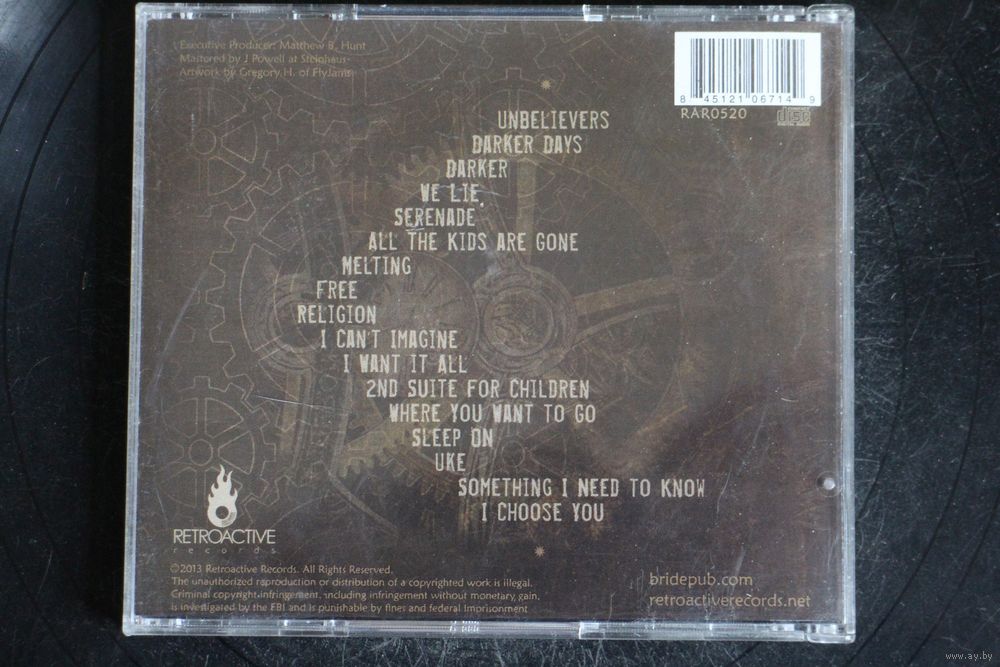 Executive Producer: Matthew B. Hunt
Mastered by J Powell at Steinhaus
Artwork by Gregory H. of FlyJams
8 45121 06714 9
RAR0520
disc
UNBELIEVERS
DARKER DAYS
DARKER
WE LIE
SERENADE
ALL THE KIDS ARE GONE
MELTING
FREE
RELIGION
I CAN'T IMAGINE
I WANT IT ALL
2ND SUITE FOR CHILDREN
WHERE YOU WANT TO GO
SLEEP ON
UKE
SOMETHING I NEED TO KNOW
I CHOOSE YOU
RETROACTIVE
records
©2013 Retroactive Records. All Rights Reserved.
The unauthorized reproduction or distribution of a copyrighted work is illegal.
Criminal copyright infringement, including infringement without monetary gain,
is investigated by the FBI and is punishable by fines and federal imprisonment
bridepub.com
retroactiverecords.net
www.ay.by